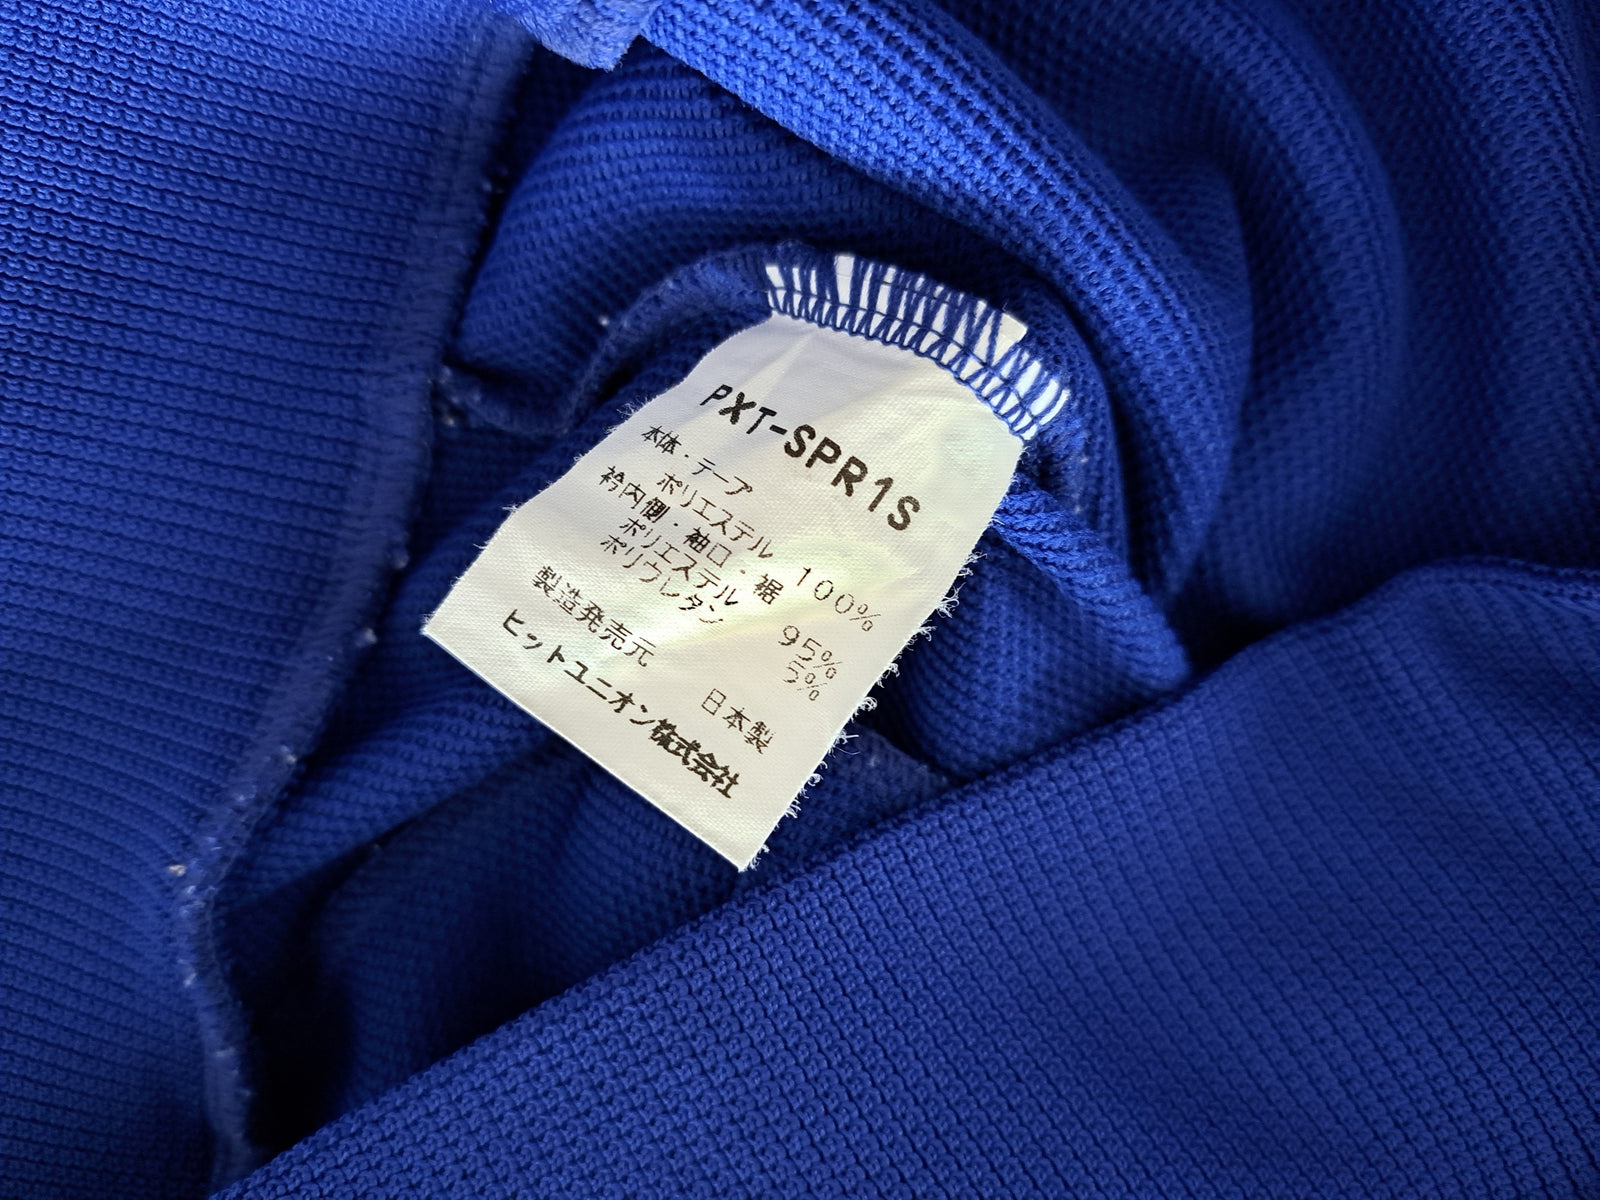 PXT-SPR1S
本体・テープ
ポリエステル 100%
衿内側・袖口・裾
ポリエステル 95%
ポリウレタン 5%
日本製
製造発売元
ヒットユニオン株式会社